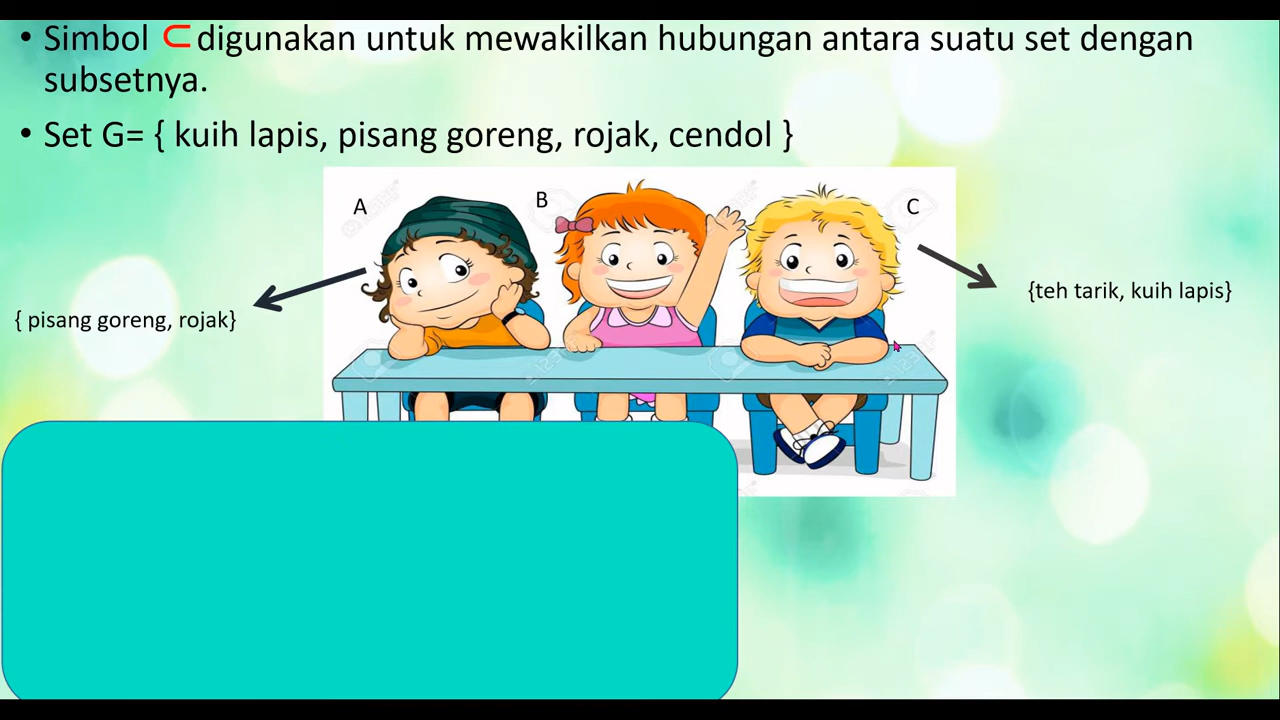 • Simbol ⊂ digunakan untuk mewakilkan hubungan antara suatu set dengan
subsetnya.
• Set G= { kuih lapis, pisang goreng, rojak, cendol }
A
B
C
{ pisang goreng, rojak}
{teh tarik, kuih lapis}